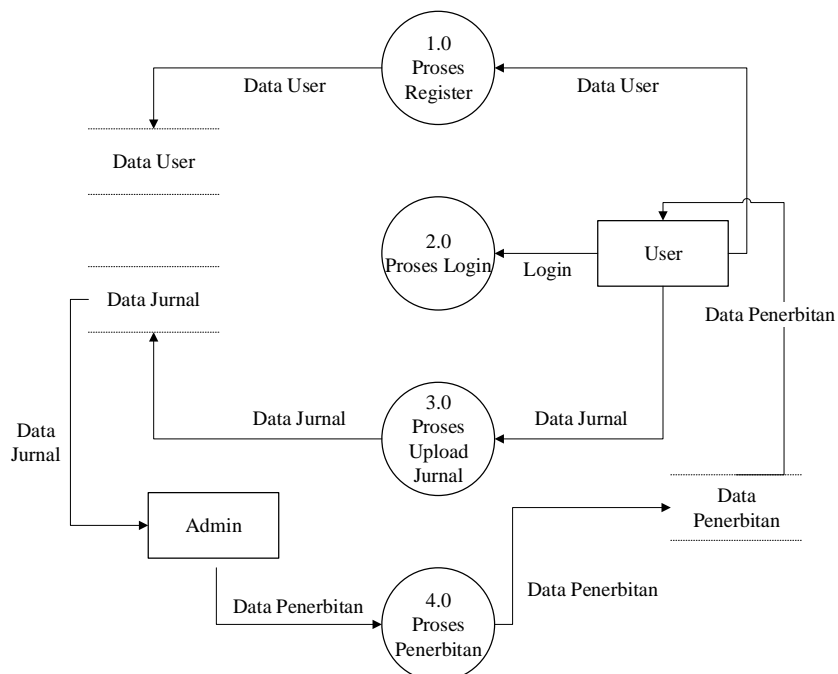 1.0
Proses
Register
Data User
Data User
Data User
2.0
Proses Login
Login
User
Data Jurnal
Data Penerbitan
3.0
Proses
Upload
Jurnal
Data Jurnal
Data Jurnal
Data
Jurnal
Data
Penerbitan
Admin
Data Penerbitan
4.0
Proses
Penerbitan
Data Penerbitan